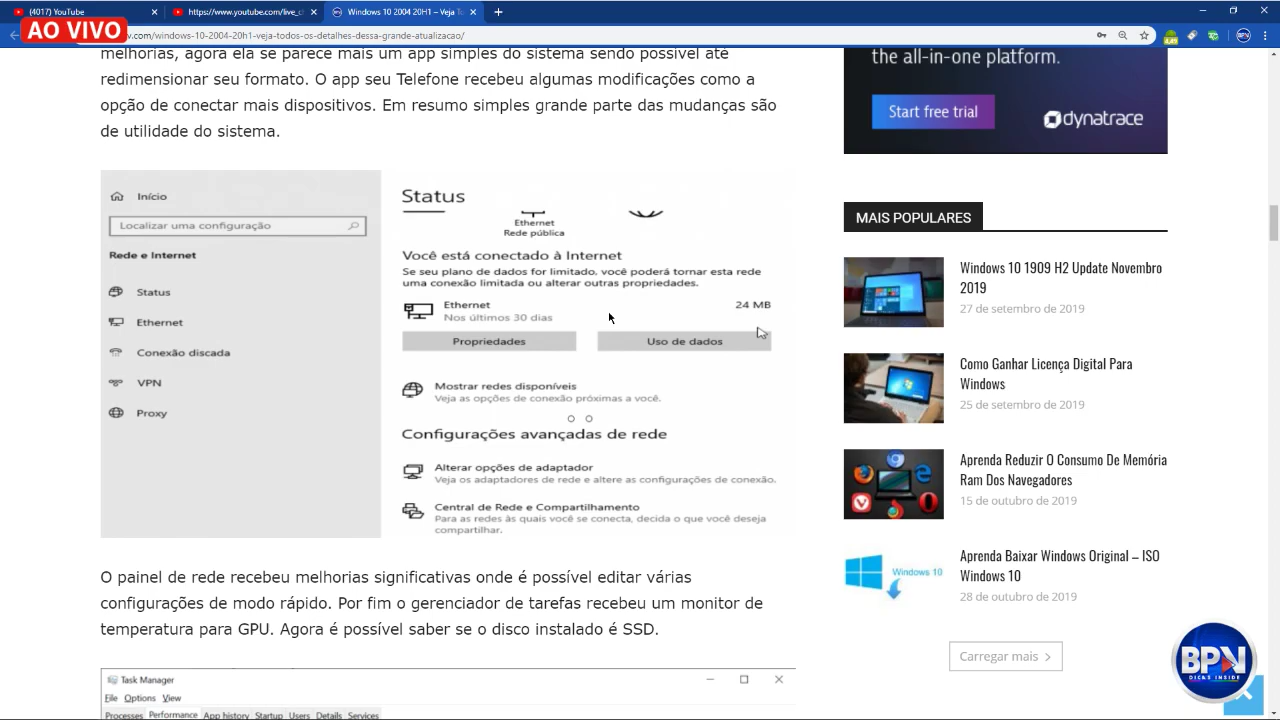 (4017) YouTube
https://www.youtube.com/live_c
Windows 10 2004 20H1 – Veja To
AO VIVO
v.com/windows-10-2004-20h1-veja-todos-os-detalhes-dessa-grande-atualizacao/
melhorias, agora ela se parece mais um app simples do sistema sendo possível até
redimensionar seu formato. O app seu Telefone recebeu algumas modificações como a
opção de conectar mais dispositivos. Em resumo simples grande parte das mudanças são
de utilidade do sistema.
Início
Localizar uma configuração
Rede e Internet
Status
Ethernet
Conexão discada
VPN
Proxy
Status
Ethernet
Rede pública
Você está conectado à Internet
Se seu plano de dados for limitado, você poderá tornar esta rede
uma conexão limitada ou alterar outras propriedades.
Ethernet
24 MB
Nos últimos 30 dias
Propriedades
Uso de dados
Mostrar redes disponíveis
Veja as opções de conexão próximas a você.
Configurações avançadas de rede
Alterar opções de adaptador
Veja os adaptadores de rede e altere as configurações de conexão.
Central de Rede e Compartilhamento
Para as redes às quais você se conecta, decida o que você deseja
compartilhar.
O painel de rede recebeu melhorias significativas onde é possível editar várias
configurações de modo rápido. Por fim o gerenciador de tarefas recebeu um monitor de
temperatura para GPU. Agora é possível saber se o disco instalado é SSD.
Task Manager
File Options View
Processes Performance App history Startup Users Details Services
the all-in-one platform.
Start free trial
dynatrace
MAIS POPULARES
Windows 10 1909 H2 Update Novembro
2019
27 de setembro de 2019
Como Ganhar Licença Digital Para
Windows
25 de setembro de 2019
Aprenda Reduzir O Consumo De Memória
Ram Dos Navegadores
15 de outubro de 2019
Windows 10
Aprenda Baixar Windows Original – ISO
Windows 10
28 de outubro de 2019
Carregar mais
BPV
DICAS INSIDE